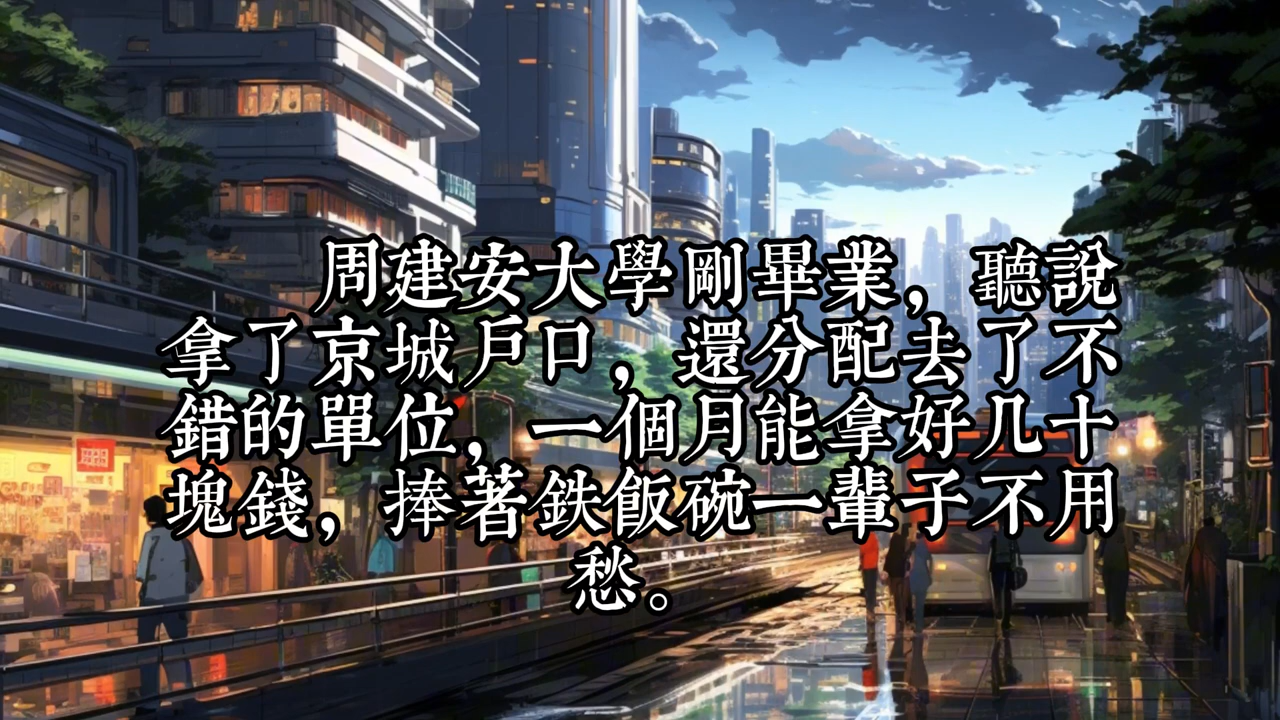 周建安大學剛畢業，聽說
拿了京城戶口，還分配去了不
錯的單位，一個月能拿好几十
塊錢，捧著鉄飯碗一輩子不用
愁。